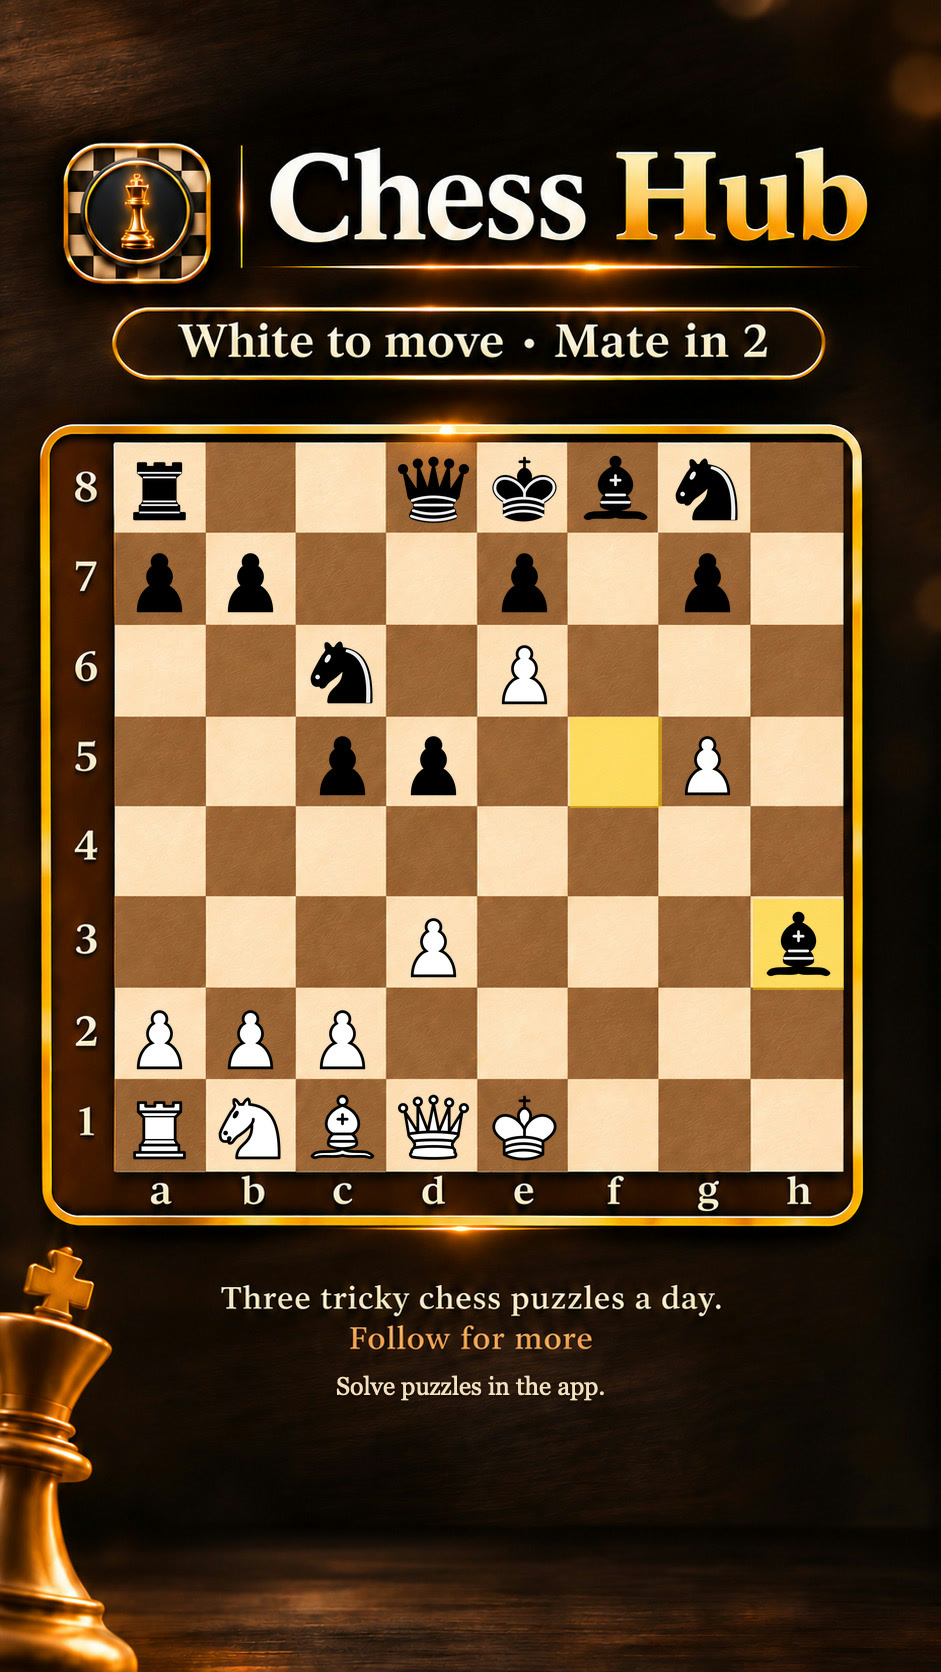 Chess Hub
White to move • Mate in 2
8
7
6
5
4
3
2
1
a b c d e f g h
Three tricky chess puzzles a day.
Follow for more
Solve puzzles in the app.